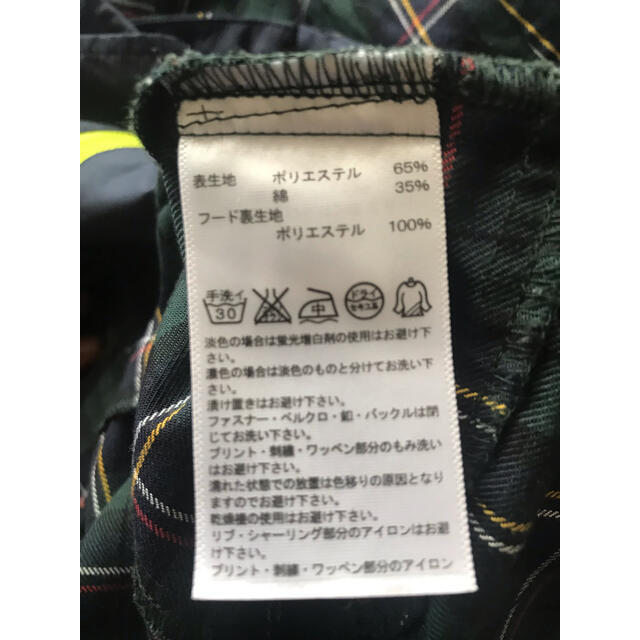 表生地 ポリエステル 65%
綿 35%
フード裏生地
ポリエステル 100%
手洗イ 30 中 ドライ セキユ系
淡色の場合は蛍光増白剤の使用はお避け下
さい。
濃色の場合は淡色のものと分けてお洗い下
さい。
漬け置きはお避け下さい。
ファスナー・ベルクロ・釦・バックルは閉
じてお洗い下さい。
プリント・刺繍・ワッペン部分のもみ洗い
はお避け下さい。
濡れた状態での放置は色移りの原因となり
ますのでお避け下さい。
乾燥機の使用はお避け下さい。
リブ・シャーリング部分のアイロンはお避
け下さい。
プリント・刺繍・ワッペン部分のアイロン